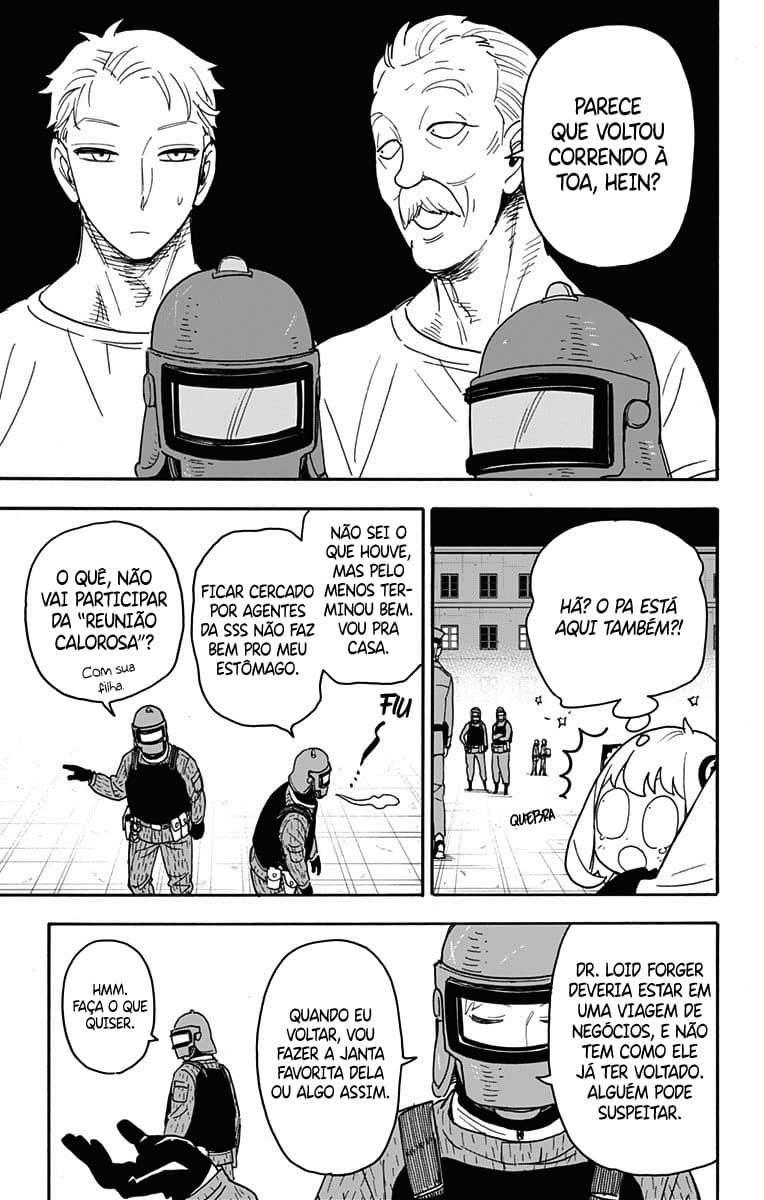 PARECE
QUE VOLTOU
CORRENDO À
TOA, HEIN?
HÃ? O PA ESTÁ
AQUI TAMBÉM?!
QUEBRA
NÃO SEI O
QUE HOUVE,
MAS PELO
MENOS TER-
MINOU BEM.
VOU PRA
CASA.
FICAR CERCADO
POR AGENTES
DA SSS NÃO FAZ
BEM PRO MEU
ESTÔMAGO.
FIU
O QUÊ, NÃO
VAI PARTICIPAR
DA “REUNIÃO
CALOROSA”?
Com sua
filha.
DR. LOID FORGER
DEVERIA ESTAR EM
UMA VIAGEM DE
NEGÓCIOS, E NÃO
TEM COMO ELE
JÁ TER VOLTADO.
ALGUÉM PODE
SUSPEITAR.
QUANDO EU
VOLTAR, VOU
FAZER A JANTA
FAVORITA DELA
OU ALGO ASSIM.
HMM.
FAÇA O QUE
QUISER.